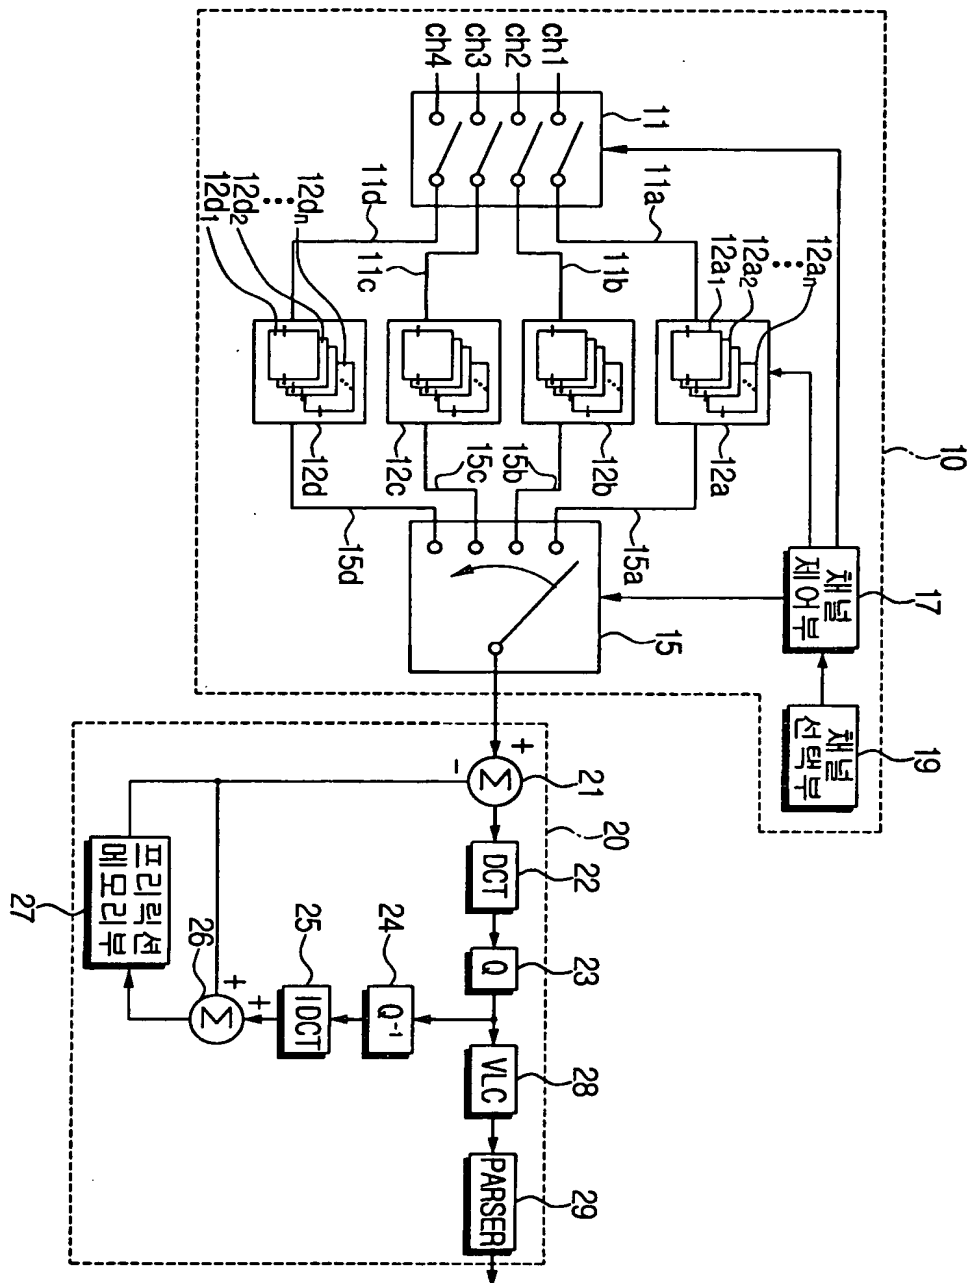 10
17
채널
제어부
19
채널
선택부
ch1
ch2
ch3
ch4
11
11a
11b
11c
11d
12aₙ
12a₂
12a₁
12dₙ
12d₂
12d₁
12a
12b
12c
12d
15a
15b
15c
15d
15
20
+
−
Σ
21
DCT
22
Q
23
VLC
28
PARSER
29
Q⁻¹
24
IDCT
25
+
+
Σ
26
프리릭션
메모리부
27